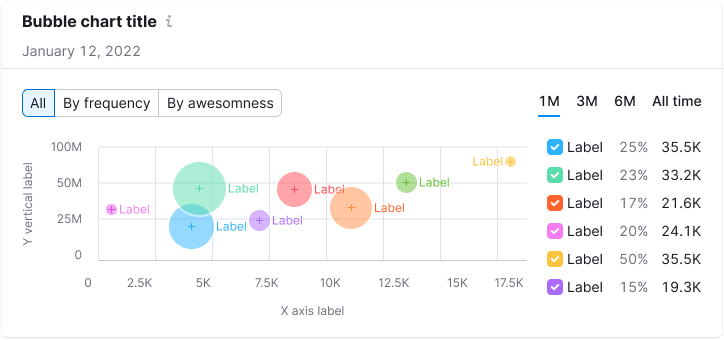 Bubble chart title i
January 12, 2022
All By frequency By awesomness
1M 3M 6M All time
Y vertical label
100M
50M
25M
0
Label
Label
Label
Label
Label
Label
Label
Label
0 2.5K 5K 7.5K 10K 12.5K 15K 17.5K
X axis label
Label 25% 35.5K
Label 23% 33.2K
Label 17% 21.6K
Label 20% 24.1K
Label 50% 35.5K
Label 15% 19.3K